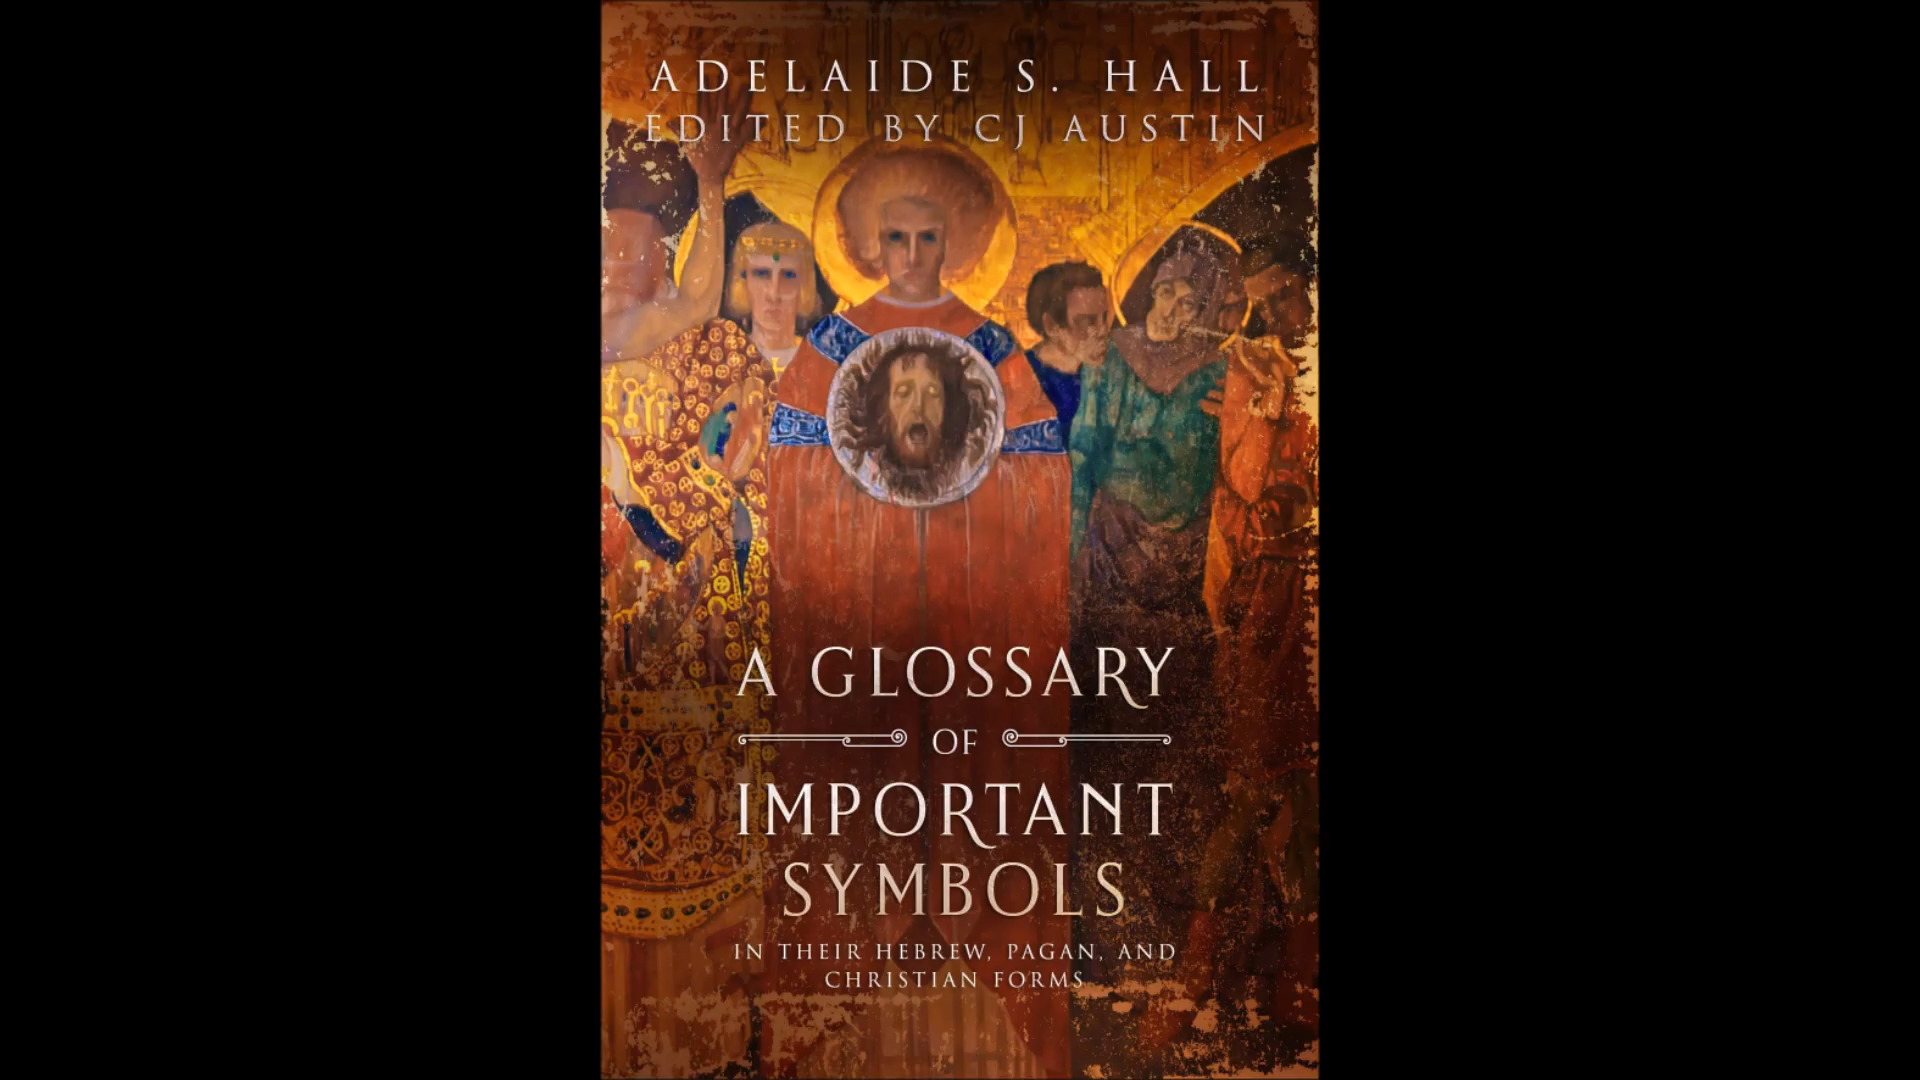 ADELAIDE S. HALL
EDITED BY CJ AUSTIN
A GLOSSARY
OF
IMPORTANT
SYMBOLS
IN THEIR HEBREW, PAGAN, AND
CHRISTIAN FORMS